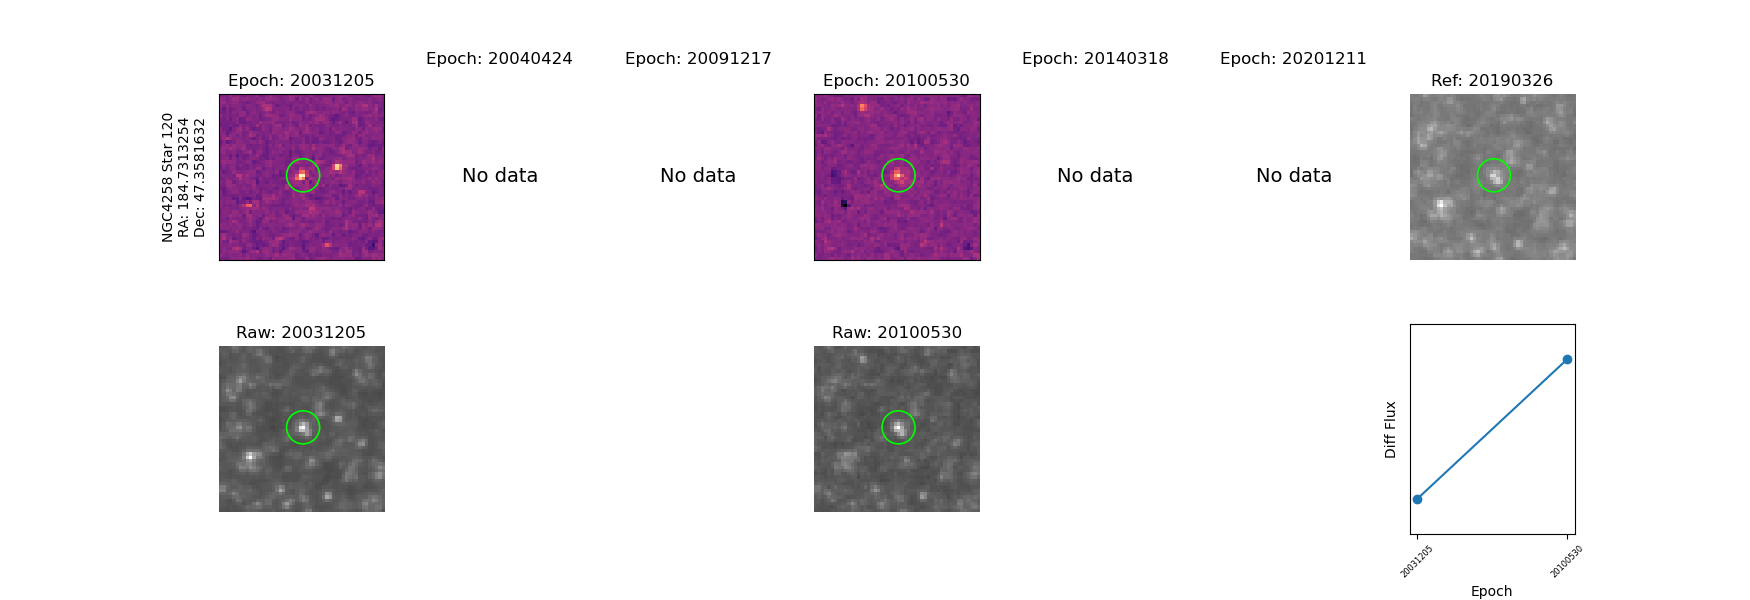 Epoch: 20040424
Epoch: 20091217
Epoch: 20140318
Epoch: 20201211
Epoch: 20031205
Epoch: 20100530
Ref: 20190326
NGC4258 Star 120
RA: 184.7313254
Dec: 47.3581632
No data
No data
No data
No data
Raw: 20031205
Raw: 20100530
Diff Flux
20031205
20100530
Epoch